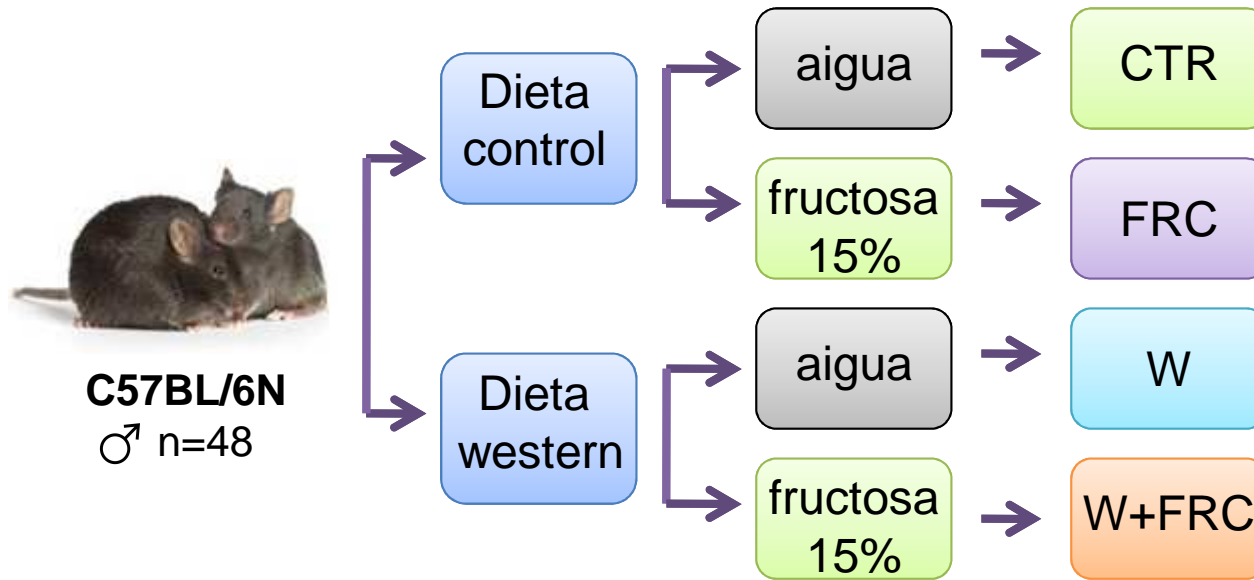 C57BL/6N
♂ n=48
Dieta
control
Dieta
western
aigua
fructosa
15%
aigua
fructosa
15%
CTR
FRC
W
W+FRC